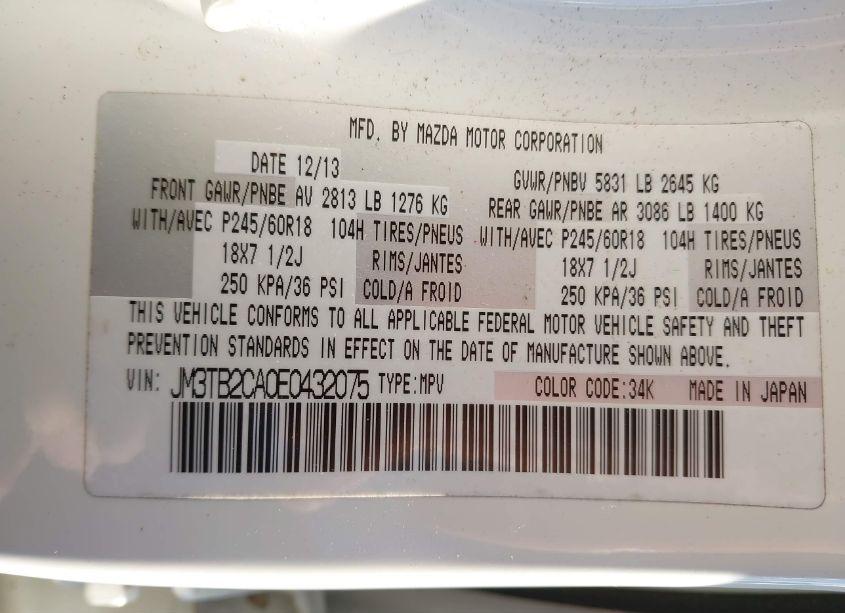 MFD. BY MAZDA MOTOR CORPORATION
DATE 12/13
GVWR/PNBV 5831 LB 2645 KG
FRONT GAWR/PNBE AV 2813 LB 1276 KG
REAR GAWR/PNBE AR 3086 LB 1400 KG
WITH/AVEC P245/60R18 104H TIRES/PNEUS
WITH/AVEC P245/60R18 104H TIRES/PNEUS
18X7 1/2J RIMS/JANTES
18X7 1/2J RIMS/JANTES
250 KPA/36 PSI COLD/A FROID
250 KPA/36 PSI COLD/A FROID
THIS VEHICLE CONFORMS TO ALL APPLICABLE FEDERAL MOTOR VEHICLE SAFETY AND THEFT
PREVENTION STANDARDS IN EFFECT ON THE DATE OF MANUFACTURE SHOWN ABOVE.
VIN: JM3TB2CA0E0432075 TYPE:MPV COLOR CODE:34K MADE IN JAPAN